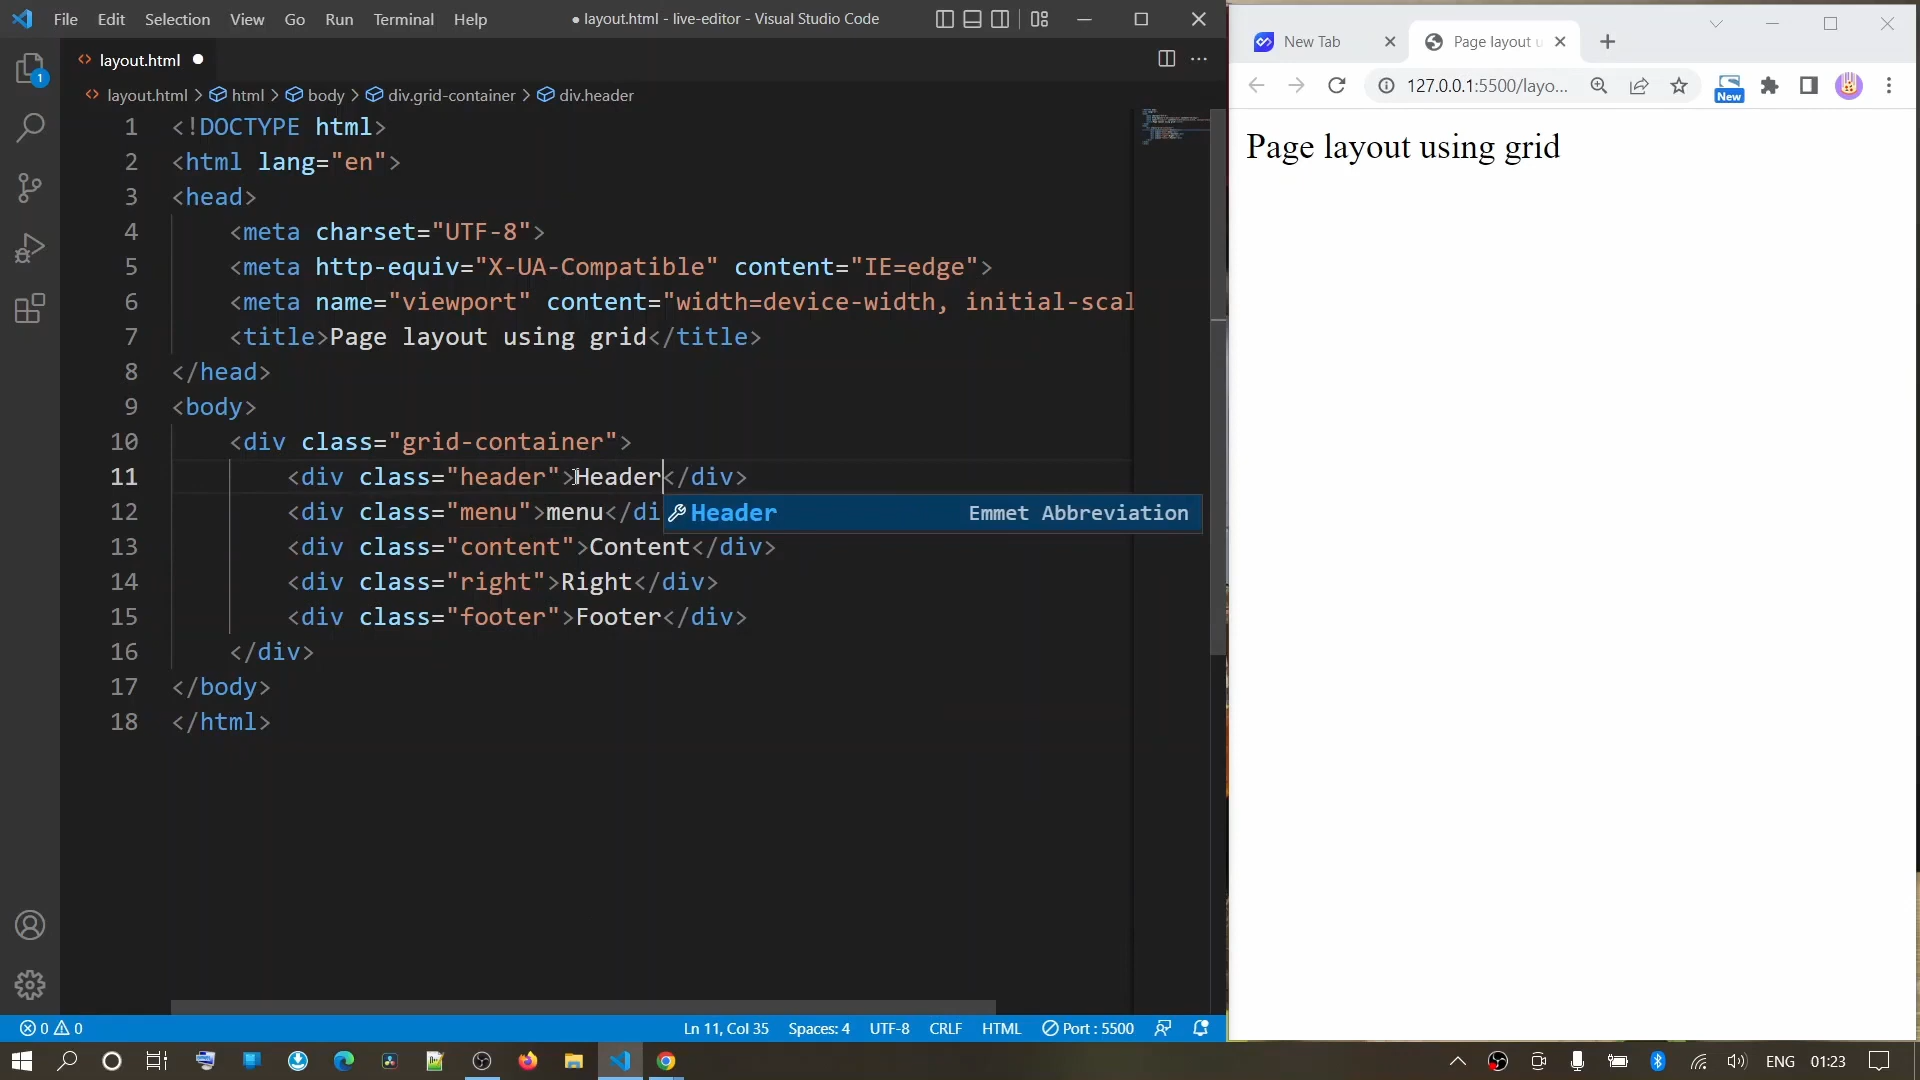 File Edit Selection View Go Run Terminal Help
● layout.html - live-editor - Visual Studio Code
layout.html
layout.html > html > body > div.grid-container > div.header
1 <!DOCTYPE html>
2 <html lang="en">
3 <head>
4 <meta charset="UTF-8">
5 <meta http-equiv="X-UA-Compatible" content="IE=edge">
6 <meta name="viewport" content="width=device-width, initial-scal
7 <title>Page layout using grid</title>
8 </head>
9 <body>
10 <div class="grid-container">
11 <div class="header">Header</div>
12 <div class="menu">menu</di
Header Emmet Abbreviation
13 <div class="content">Content</div>
14 <div class="right">Right</div>
15 <div class="footer">Footer</div>
16 </div>
17 </body>
18 </html>
1
0 0
Ln 11, Col 35 Spaces: 4 UTF-8 CRLF HTML Port : 5500
New Tab
Page layout u
127.0.0.1:5500/layo...
New
Page layout using grid
ENG 01:23